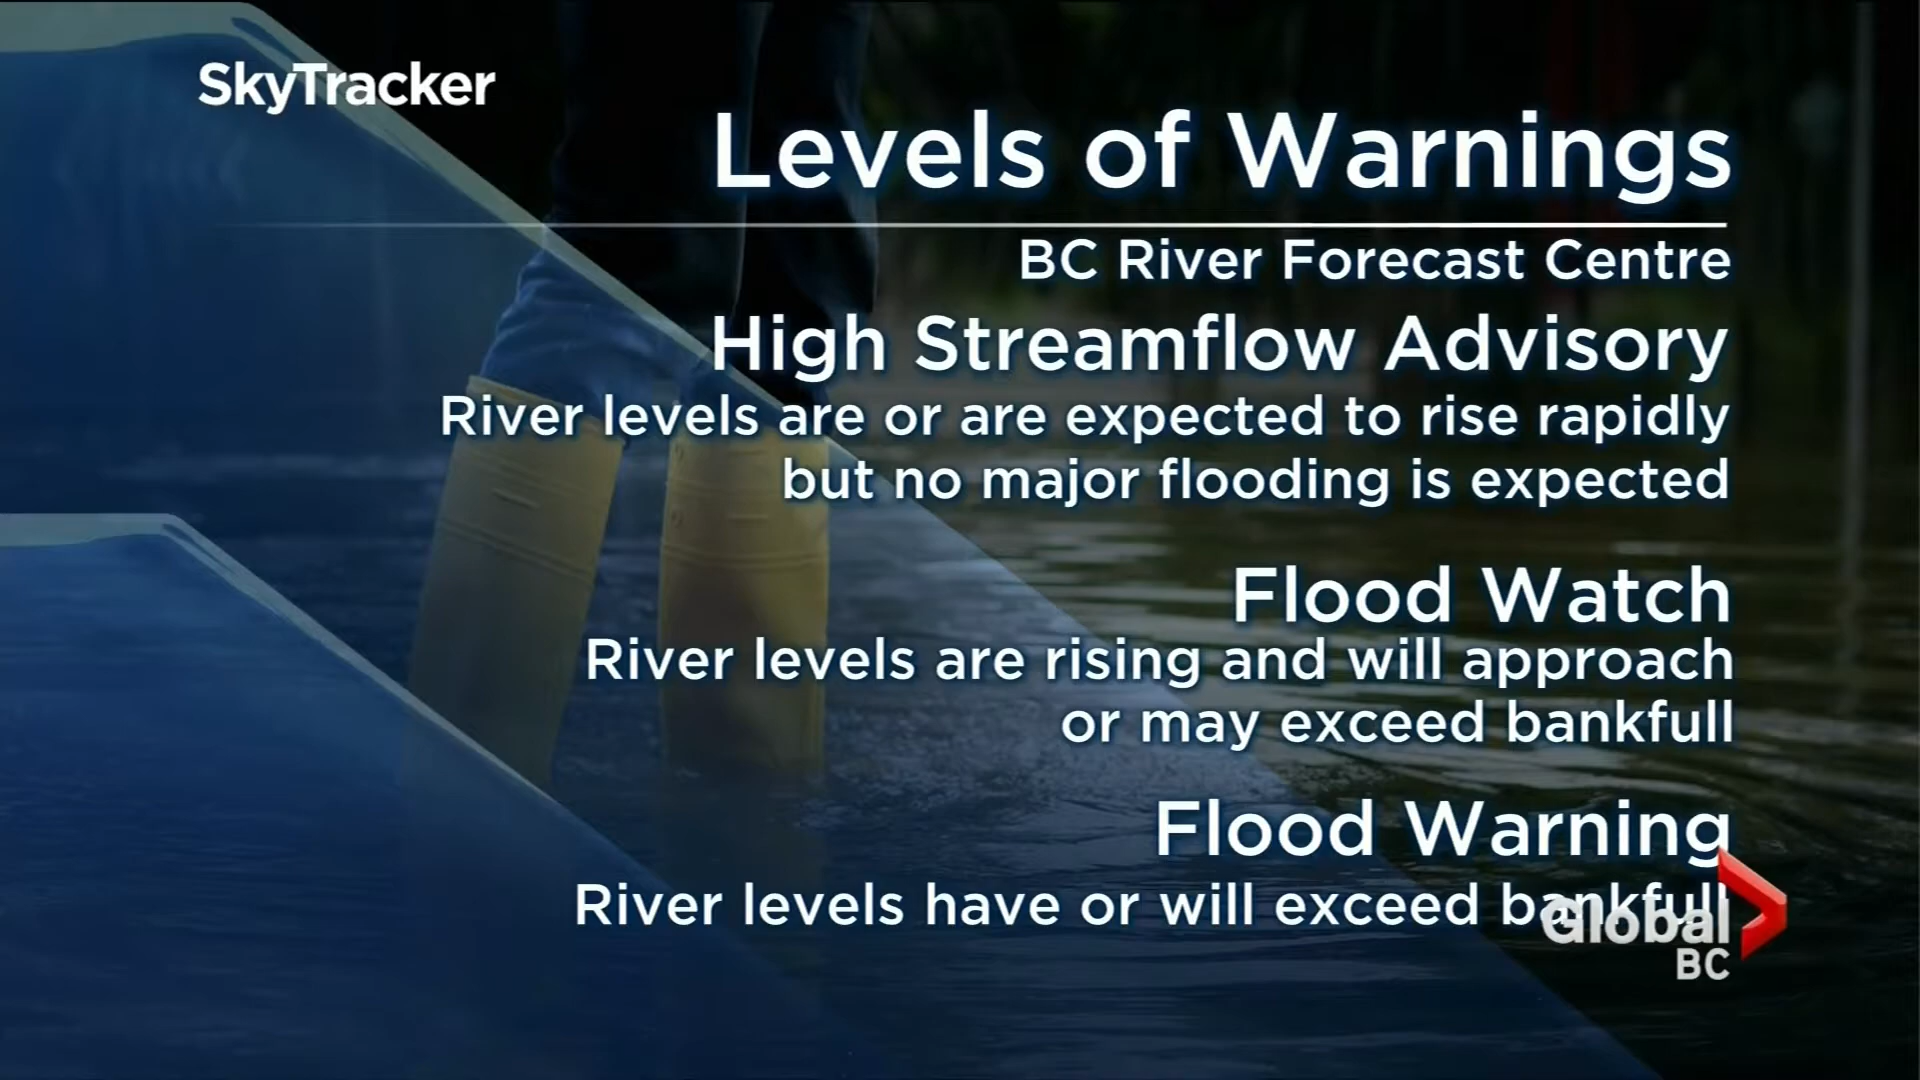 SkyTracker
Levels of Warnings
BC River Forecast Centre
High Streamflow Advisory
River levels are or are expected to rise rapidly
but no major flooding is expected
Flood Watch
River levels are rising and will approach
or may exceed bankfull
Flood Warning
River levels have or will exceed bankfull
Global
BC